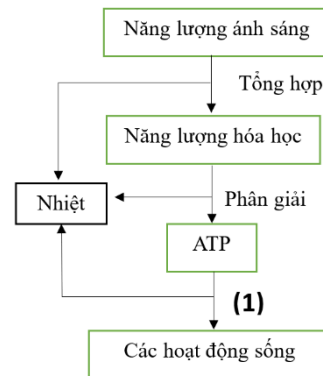 Năng lượng ánh sáng
Tổng hợp
Năng lượng hóa học
Nhiệt
Phân giải
ATP
(1)
Các hoạt động sống